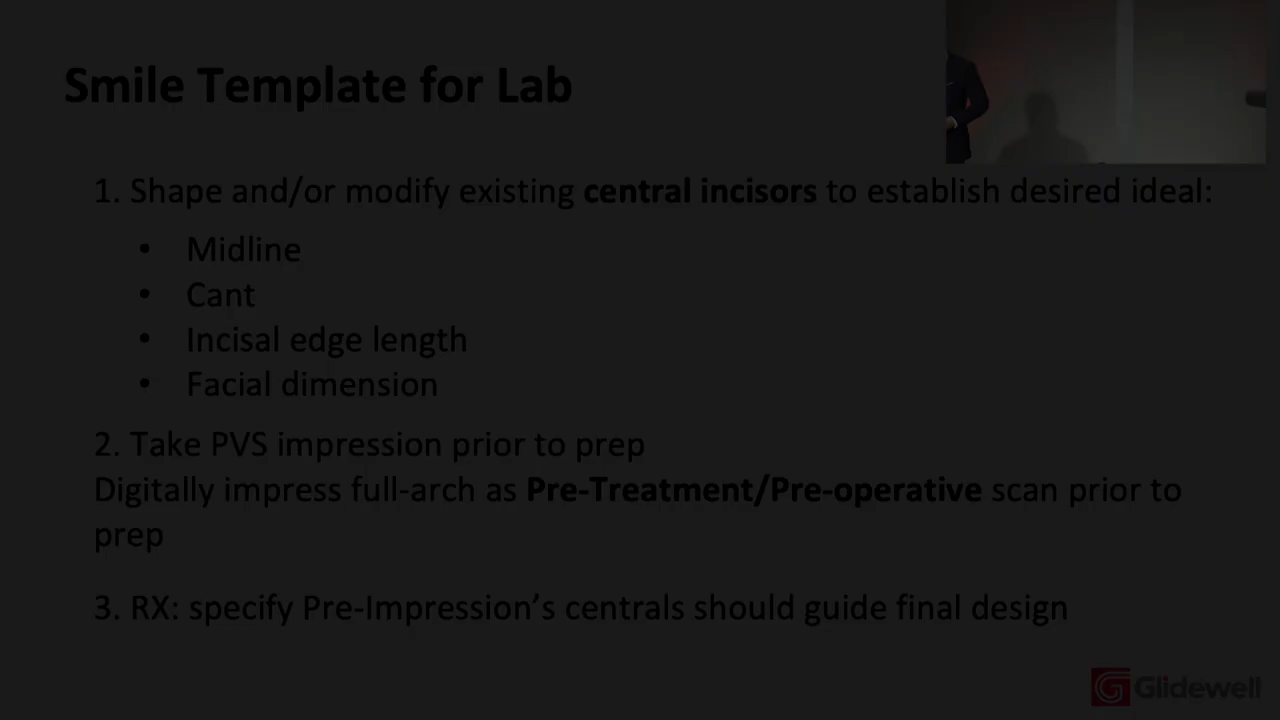 Smile Template for Lab
1. Shape and/or modify existing central incisors to establish desired ideal:
• Midline
• Cant
• Incisal edge length
• Facial dimension
2. Take PVS impression prior to prep
Digitally impress full-arch as Pre-Treatment/Pre-operative scan prior to
prep
3. RX: specify Pre-Impression’s centrals should guide final design
Glidewell